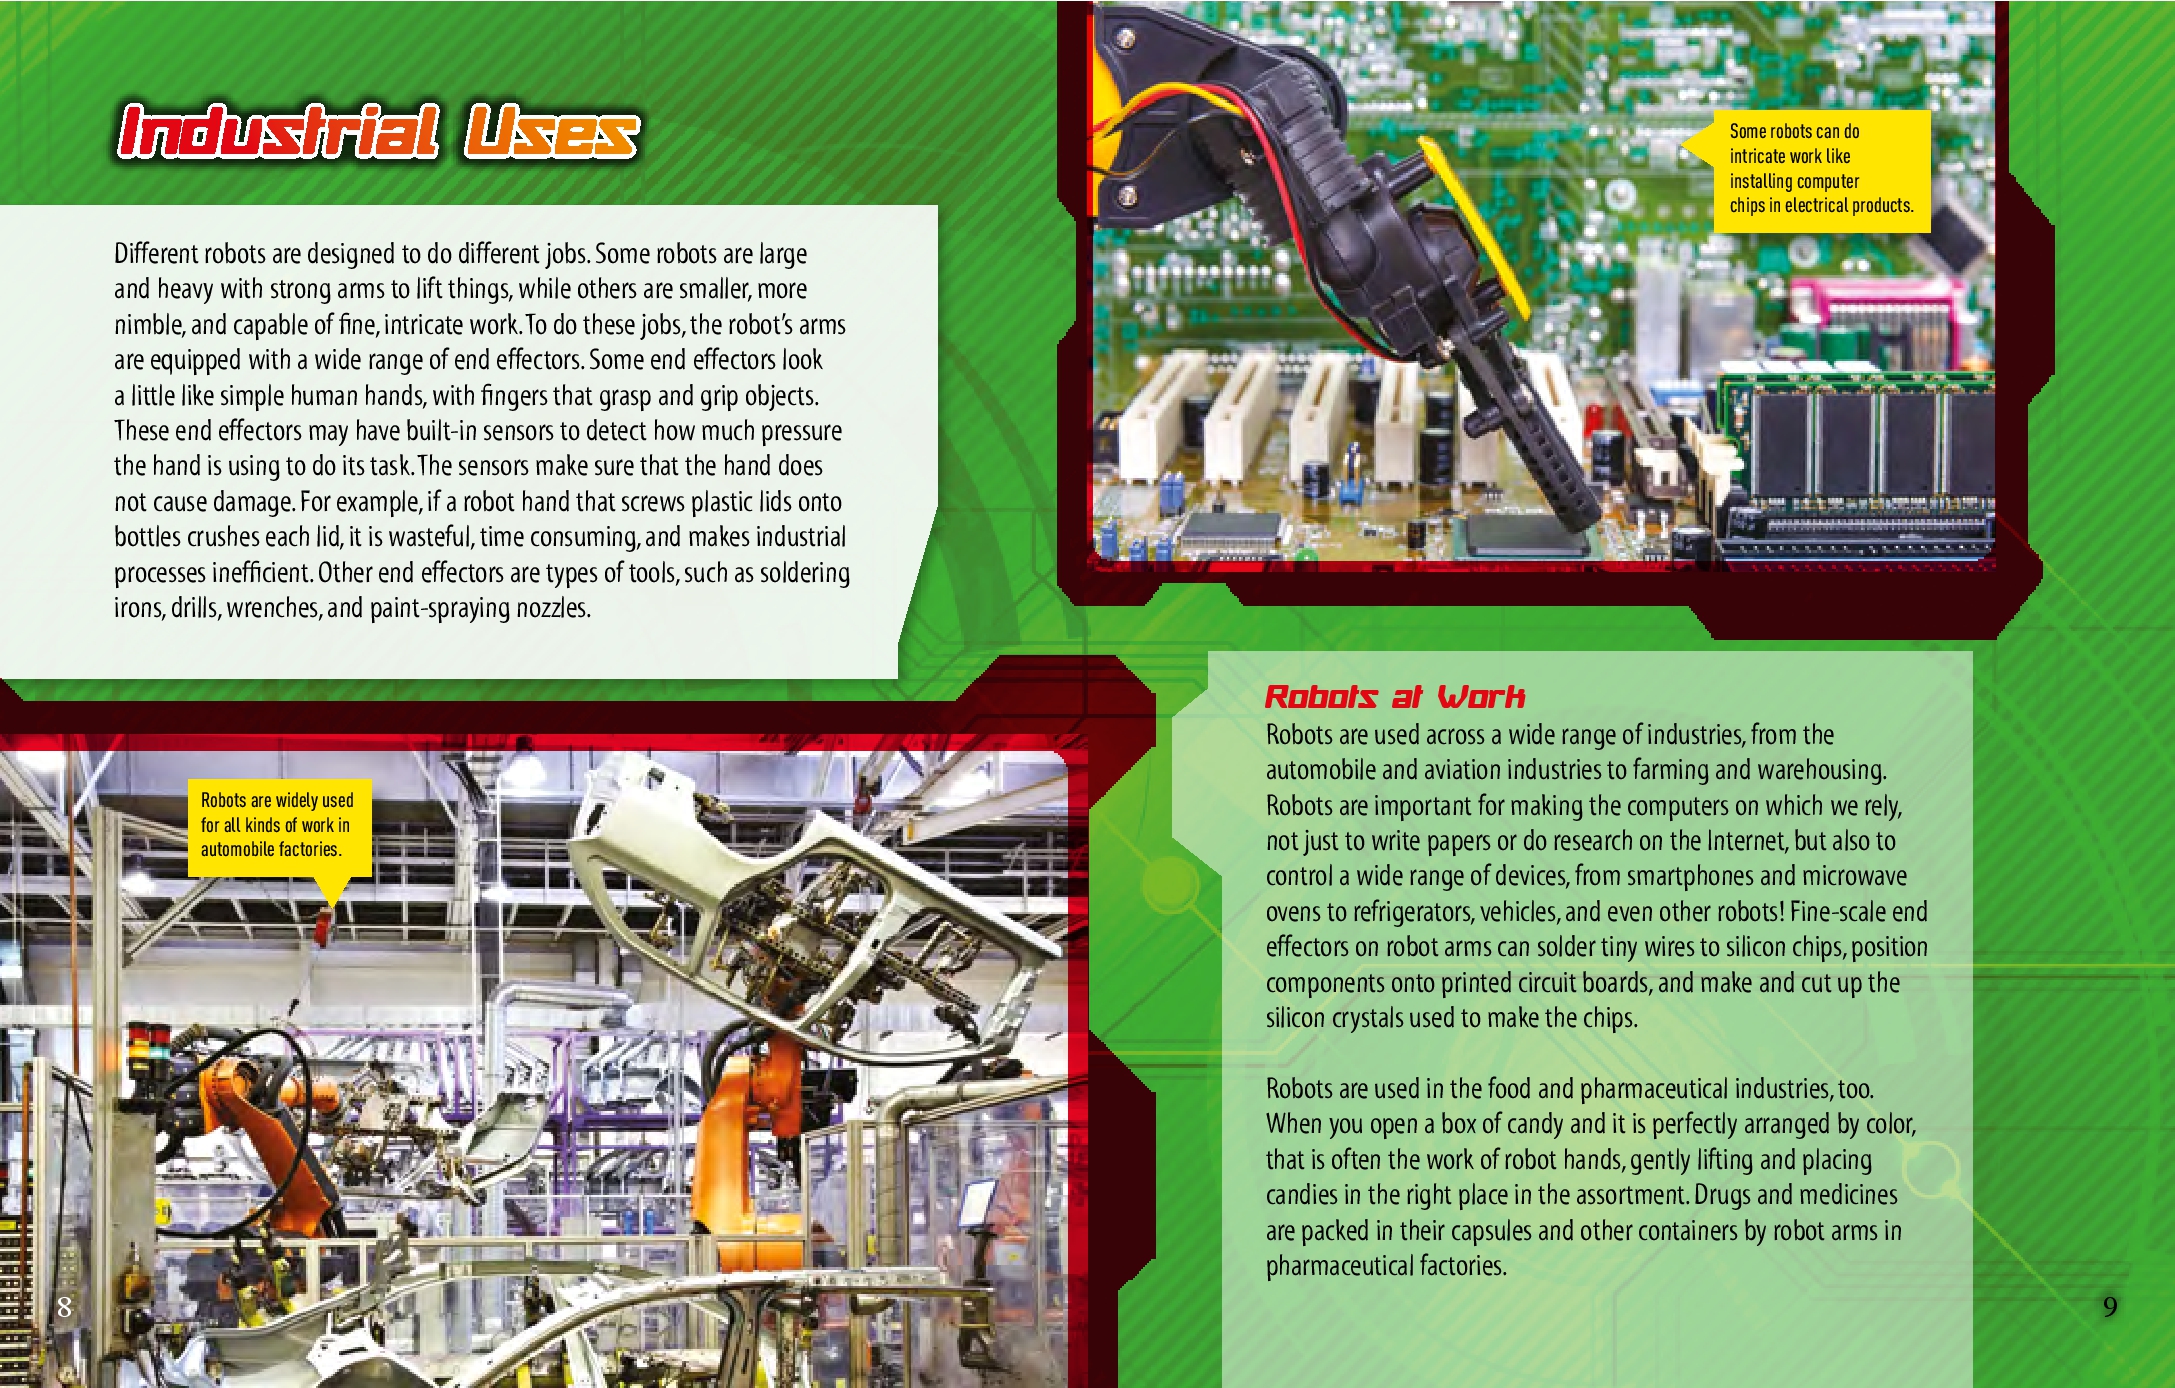 Industrial Uses
Different robots are designed to do different jobs. Some robots are large
and heavy with strong arms to lift things, while others are smaller, more
nimble, and capable of fine, intricate work. To do these jobs, the robot's arms
are equipped with a wide range of end effectors. Some end effectors look
a little like simple human hands, with fingers that grasp and grip objects.
These end effectors may have built-in sensors to detect how much pressure
the hand is using to do its task. The sensors make sure that the hand does
not cause damage. For example, if a robot hand that screws plastic lids onto
bottles crushes each lid, it is wasteful, time consuming, and makes industrial
processes inefficient. Other end effectors are types of tools, such as soldering
irons, drills, wrenches, and paint-spraying nozzles.
Robots are widely used
for all kinds of work in
automobile factories.
8
Some robots can do
intricate work like
installing computer
chips in electrical products.
Robots at Work
Robots are used across a wide range of industries, from the
automobile and aviation industries to farming and warehousing.
Robots are important for making the computers on which we rely,
not just to write papers or do research on the Internet, but also to
control a wide range of devices, from smartphones and microwave
ovens to refrigerators, vehicles, and even other robots! Fine-scale end
effectors on robot arms can solder tiny wires to silicon chips, position
components onto printed circuit boards, and make and cut up the
silicon crystals used to make the chips.
Robots are used in the food and pharmaceutical industries, too.
When you open a box of candy and it is perfectly arranged by color,
that is often the work of robot hands, gently lifting and placing
candies in the right place in the assortment. Drugs and medicines
are packed in their capsules and other containers by robot arms in
pharmaceutical factories.
9